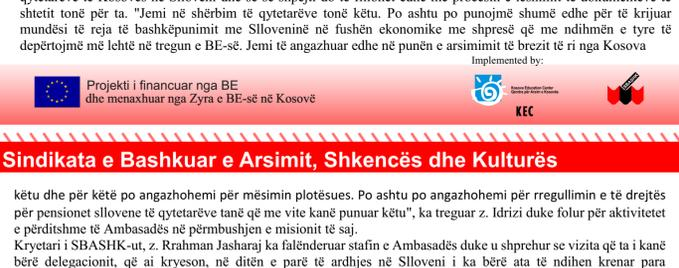 shtetit tonë për ta. "Jemi në shërbim të qytetarëve tonë këtu. Po ashtu po punojmë shumë edhe për të krijuar
mundësi të reja të bashkëpunimit me Slloveninë në fushën ekonomike me shpresë që me ndihmën e tyre të
depërtojmë më lehtë në tregun e BE-së. Jemi të angazhuar edhe në punën e arsimimit të brezit të ri nga Kosova
Implemented by:
Projekti i financuar nga BE
dhe menaxhuar nga Zyra e BE-së në Kosovë
Kosova Education Center
Qendra për Arsim e Kosovës
KEC
Sindikata e Bashkuar e Arsimit, Shkencës dhe Kulturës
këtu dhe për këtë po angazhohemi për mësimin plotësues. Po ashtu po angazhohemi për rregullimin e të drejtës
për pensionet sllovene të qytetarëve tanë që me vite kanë punuar këtu", ka treguar z. Idrizi duke folur për aktivitetet
e përditshme të Ambasadës në përmbushjen e misionit të saj.
Kryetari i SBASHK-ut, z. Rrahman Jasharaj ka falënderuar stafin e Ambasadës duke u shprehur se vizita që ta i kanë
bërë delegacionit, që ai kryeson, në ditën e parë të ardhjes në Slloveni i ka bërë ata të ndihen krenar para